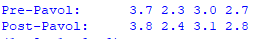 Pre-Pavol: 3.7 2.3 3.0 2.7
Post-Pavol: 3.8 2.4 3.1 2.8